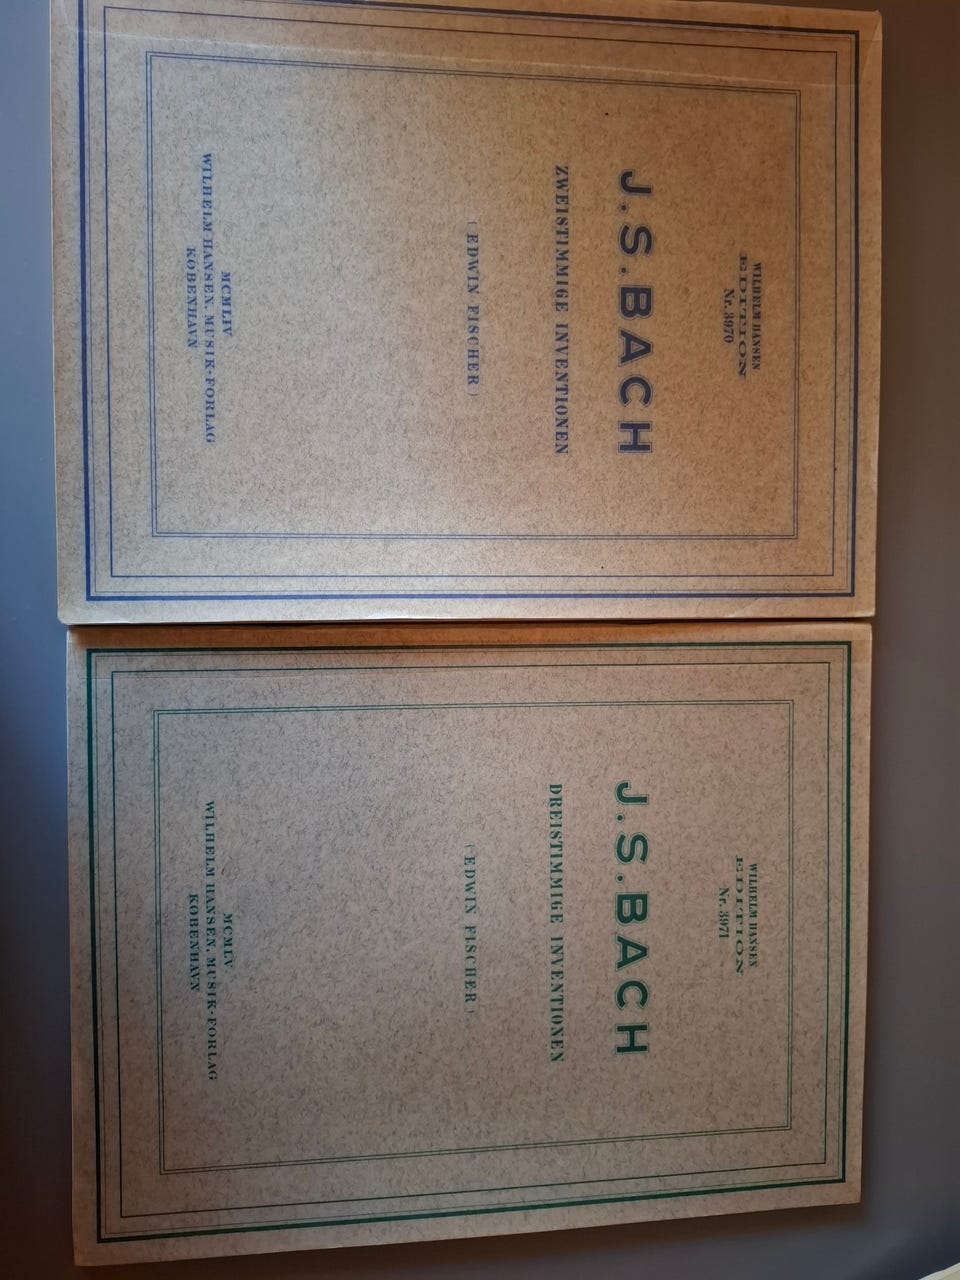 WILHELM HANSEN
EDITION
Nr. 3970
J.S.BACH
ZWEISTIMMIGE INVENTIONEN
(EDWIN FISCHER)
MCMLIV
WILHELM HANSEN, MUSIK-FORLAG
KØBENHAVN
WILHELM HANSEN
EDITION
Nr. 3971
J.S.BACH
DREISTIMMIGE INVENTIONEN
(EDWIN FISCHER)
MCMLV
WILHELM HANSEN, MUSIK-FORLAG
KØBENHAVN